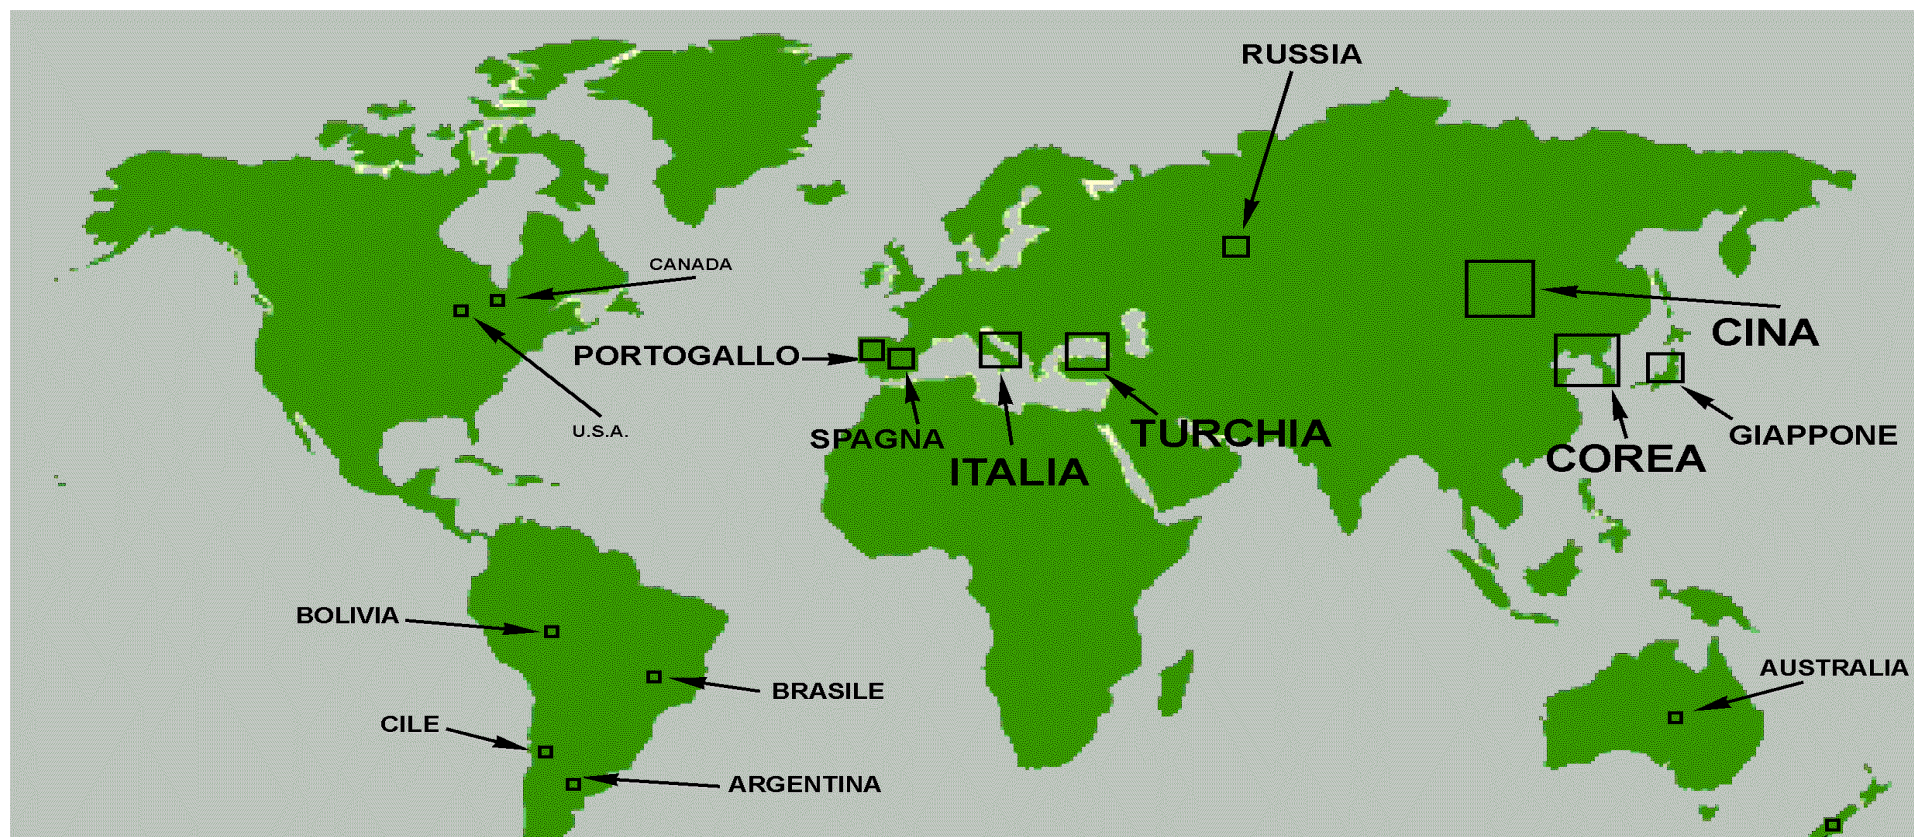 RUSSIA
CANADA
CINA
PORTOGALLO
U.S.A.
SPAGNA
TURCHIA
GIAPPONE
ITALIA
COREA
BOLIVIA
AUSTRALIA
BRASILE
CILE
ARGENTINA